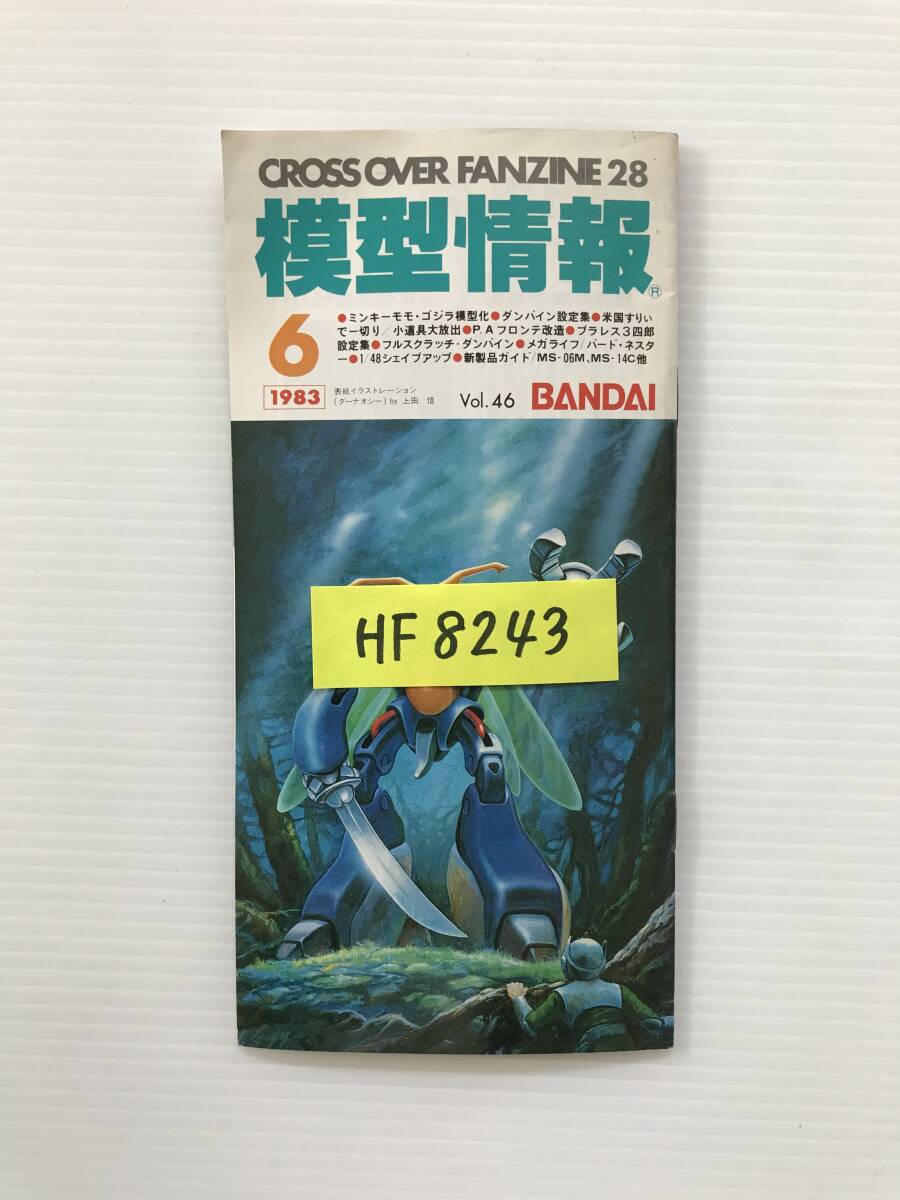 CROSS OVER FANZINE 28
模型情報®
6
1983
●ミンキーモモ・ゴジラ模型化●ダンバイン設定集●米国すりぃ
でー切り/小道具大放出●P.Aフロンテ改造●プラレス3四郎
設定集●フルスクラッチ・ダンバイン●メガライフ/バード・ネスタ
ー●1/48シェイプアップ●新製品ガイド/MS-06M、MS-14C他
表紙イラストレーション
(ダーナオシー) by 上田 信
Vol.46
BANDAI
HF 8243